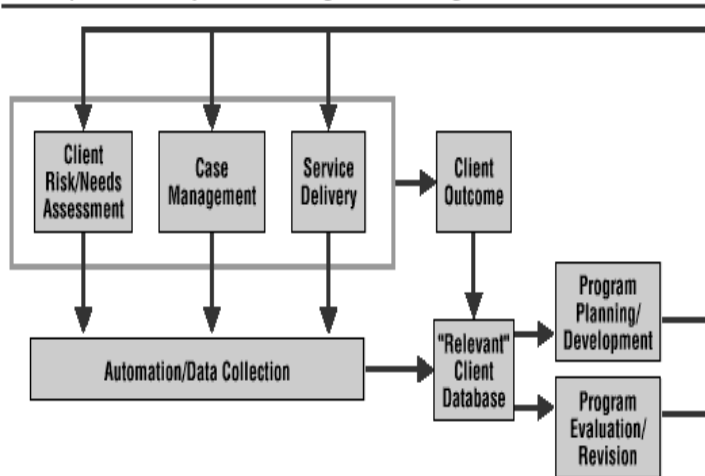 Client
Risk/Needs
Assessment
Case
Management
Service
Delivery
Client
Outcome
Program
Planning/
Development
Automation/Data Collection
"Relevant"
Client
Database
Program
Evaluation/
Revision